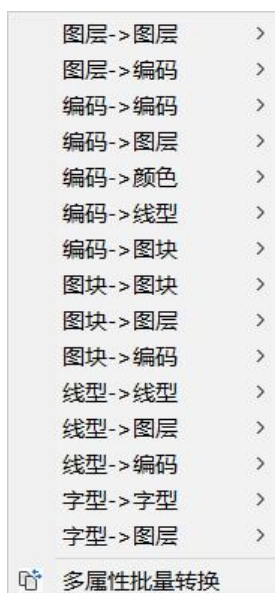 图层->图层
图层->编码
编码->编码
编码->图层
编码->颜色
编码->线型
编码->图块
图块->图块
图块->图层
图块->编码
线型->线型
线型->图层
线型->编码
字型->字型
字型->图层
多属性批量转换